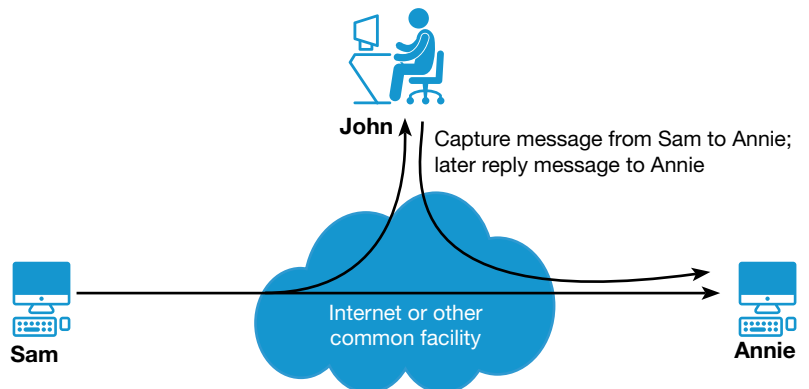 John
Capture message from Sam to Annie;
later reply message to Annie
Internet or other
common facility
Sam
Annie